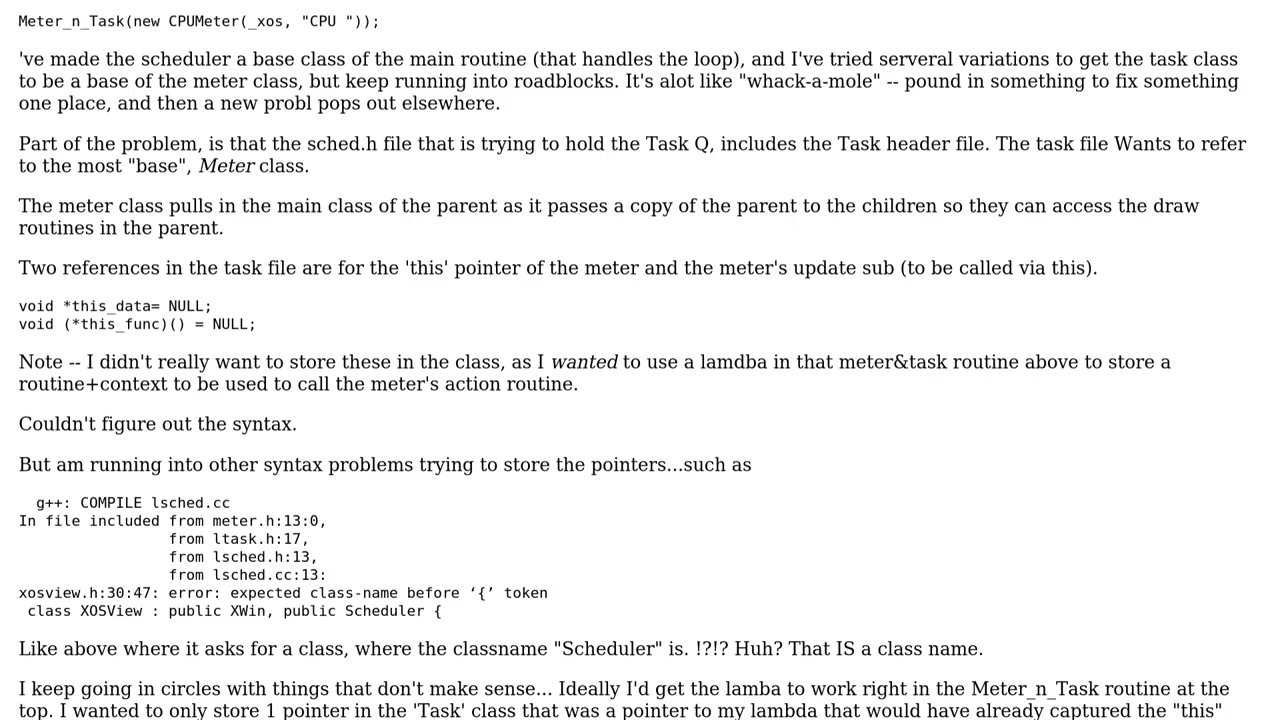 Meter_n_Task(new CPUMeter(_xos, "CPU "));
've made the scheduler a base class of the main routine (that handles the loop), and I've tried serveral variations to get the task class
to be a base of the meter class, but keep running into roadblocks. It's alot like "whack-a-mole" -- pound in something to fix something
one place, and then a new probl pops out elsewhere.
Part of the problem, is that the sched.h file that is trying to hold the Task Q, includes the Task header file. The task file Wants to refer
to the most "base", Meter class.
The meter class pulls in the main class of the parent as it passes a copy of the parent to the children so they can access the draw
routines in the parent.
Two references in the task file are for the 'this' pointer of the meter and the meter's update sub (to be called via this).
void *this_data= NULL;
void (*this_func)() = NULL;
Note -- I didn't really want to store these in the class, as I wanted to use a lamdba in that meter&task routine above to store a
routine+context to be used to call the meter's action routine.
Couldn't figure out the syntax.
But am running into other syntax problems trying to store the pointers...such as
  g++: COMPILE lsched.cc
In file included from meter.h:13:0,
                 from ltask.h:17,
                 from lsched.h:13,
                 from lsched.cc:13:
xosview.h:30:47: error: expected class-name before ‘{’ token
 class XOSView : public XWin, public Scheduler {
Like above where it asks for a class, where the classname "Scheduler" is. !?!? Huh? That IS a class name.
I keep going in circles with things that don't make sense... Ideally I'd get the lamba to work right in the Meter_n_Task routine at the
top. I wanted to only store 1 pointer in the 'Task' class that was a pointer to my lambda that would have already captured the "this"